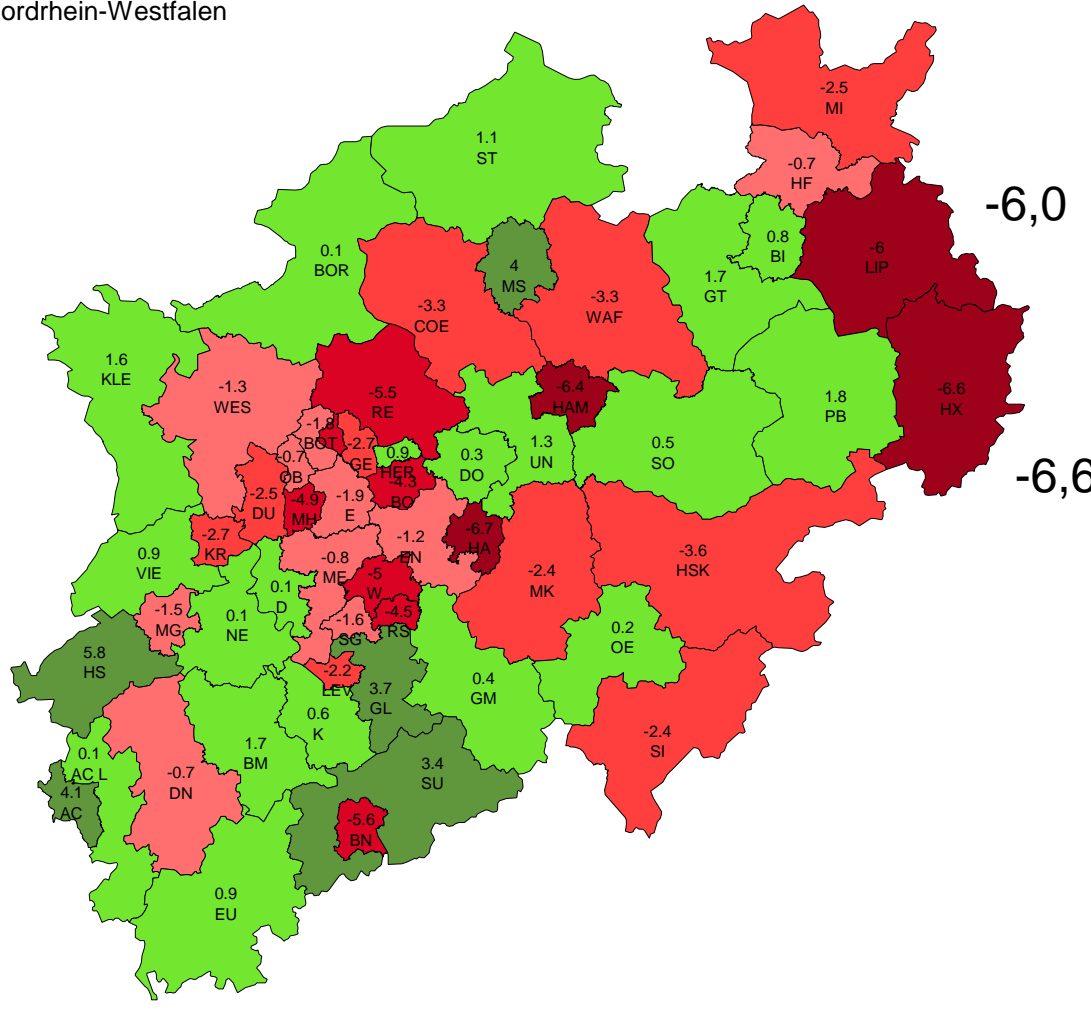 ordrhein-Westfalen
-2.5
MI
1.1
ST
-0.7
HF
-6,0
0.8
BI
-6
LIP
0.1
BOR
4
MS
1.7
GT
-3.3
COE
-3.3
WAF
1.6
KLE
-1.3
WES
-5.5
RE
-6.4
HAM
1.8
PB
-6.6
HX
-1.8
BOT
-2.7
GE
0.9
HER
0.3
DO
1.3
UN
0.5
SO
-6,6
-0.7
OB
-4.3
BO
-2.5
DU
-4.9
MH
-1.9
E
-2.7
KR
-1.2
EN
-6.7
HA
-2.4
MK
-3.6
HSK
0.9
VIE
-0.8
ME
-5
W
0.1
D
-1.5
MG
0.1
NE
-1.6
SG
-4.5
RS
0.2
OE
5.8
HS
-2.2
LEV
3.7
GL
0.4
GM
0.6
K
-2.4
SI
1.7
BM
0.1
AC L
-0.7
DN
3.4
SU
4.1
AC
-5.6
BN
0.9
EU